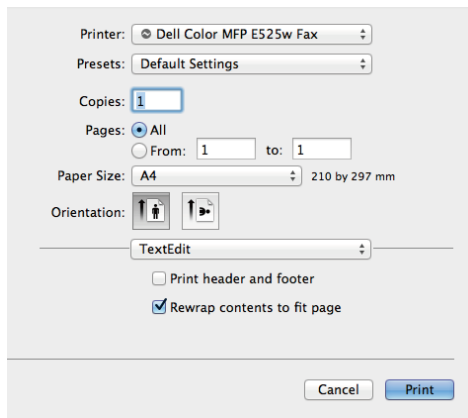 Printer: Dell Color MFP E525w Fax
Presets: Default Settings
Copies: 1
Pages: All
From: 1 to: 1
Paper Size: A4 210 by 297 mm
Orientation:
TextEdit
Print header and footer
Rewrap contents to fit page
Cancel Print